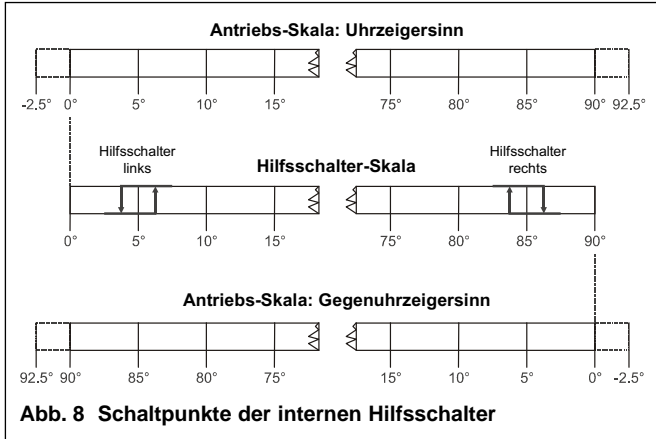 Antriebs-Skala: Uhrzeigersinn
-2.5° 0° 5° 10° 15° 75° 80° 85° 90° 92.5°
Hilfsschalter links
Hilfsschalter-Skala
Hilfsschalter rechts
0° 5° 10° 15° 75° 80° 85° 90°
Antriebs-Skala: Gegenuhrzeigersinn
92.5° 90° 85° 80° 75° 15° 10° 5° 0° -2.5°
Abb. 8 Schaltpunkte der internen Hilfsschalter